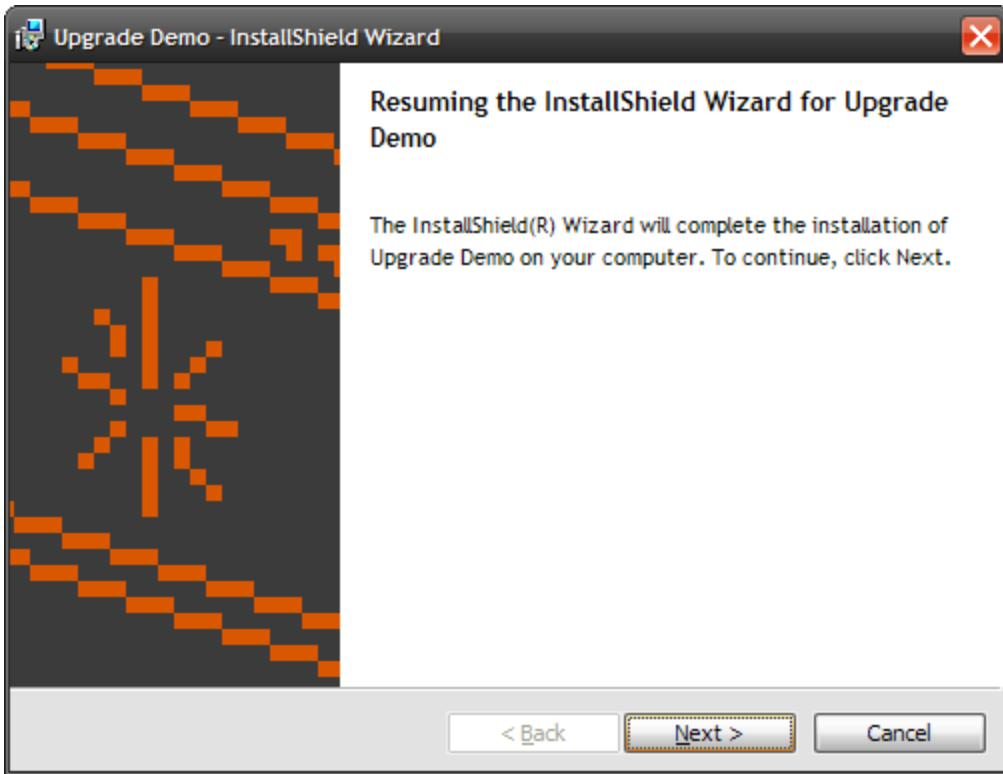 Upgrade Demo - InstallShield Wizard
Resuming the InstallShield Wizard for Upgrade
Demo
The InstallShield(R) Wizard will complete the installation of
Upgrade Demo on your computer. To continue, click Next.
< Back Next > Cancel